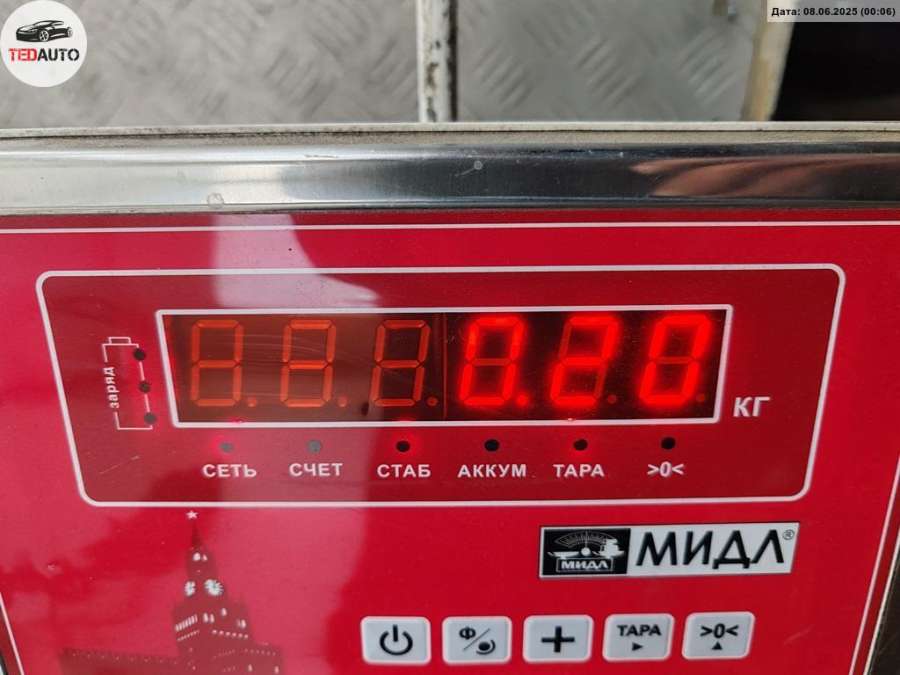 TEDAUTO
Дата: 08.06.2025 (00:06)
заряд
0.20
КГ
СЕТЬ СЧЕТ СТАБ АККУМ ТАРА >0<
МИДЛ МИДЛ®
Ф ТАРА >0<